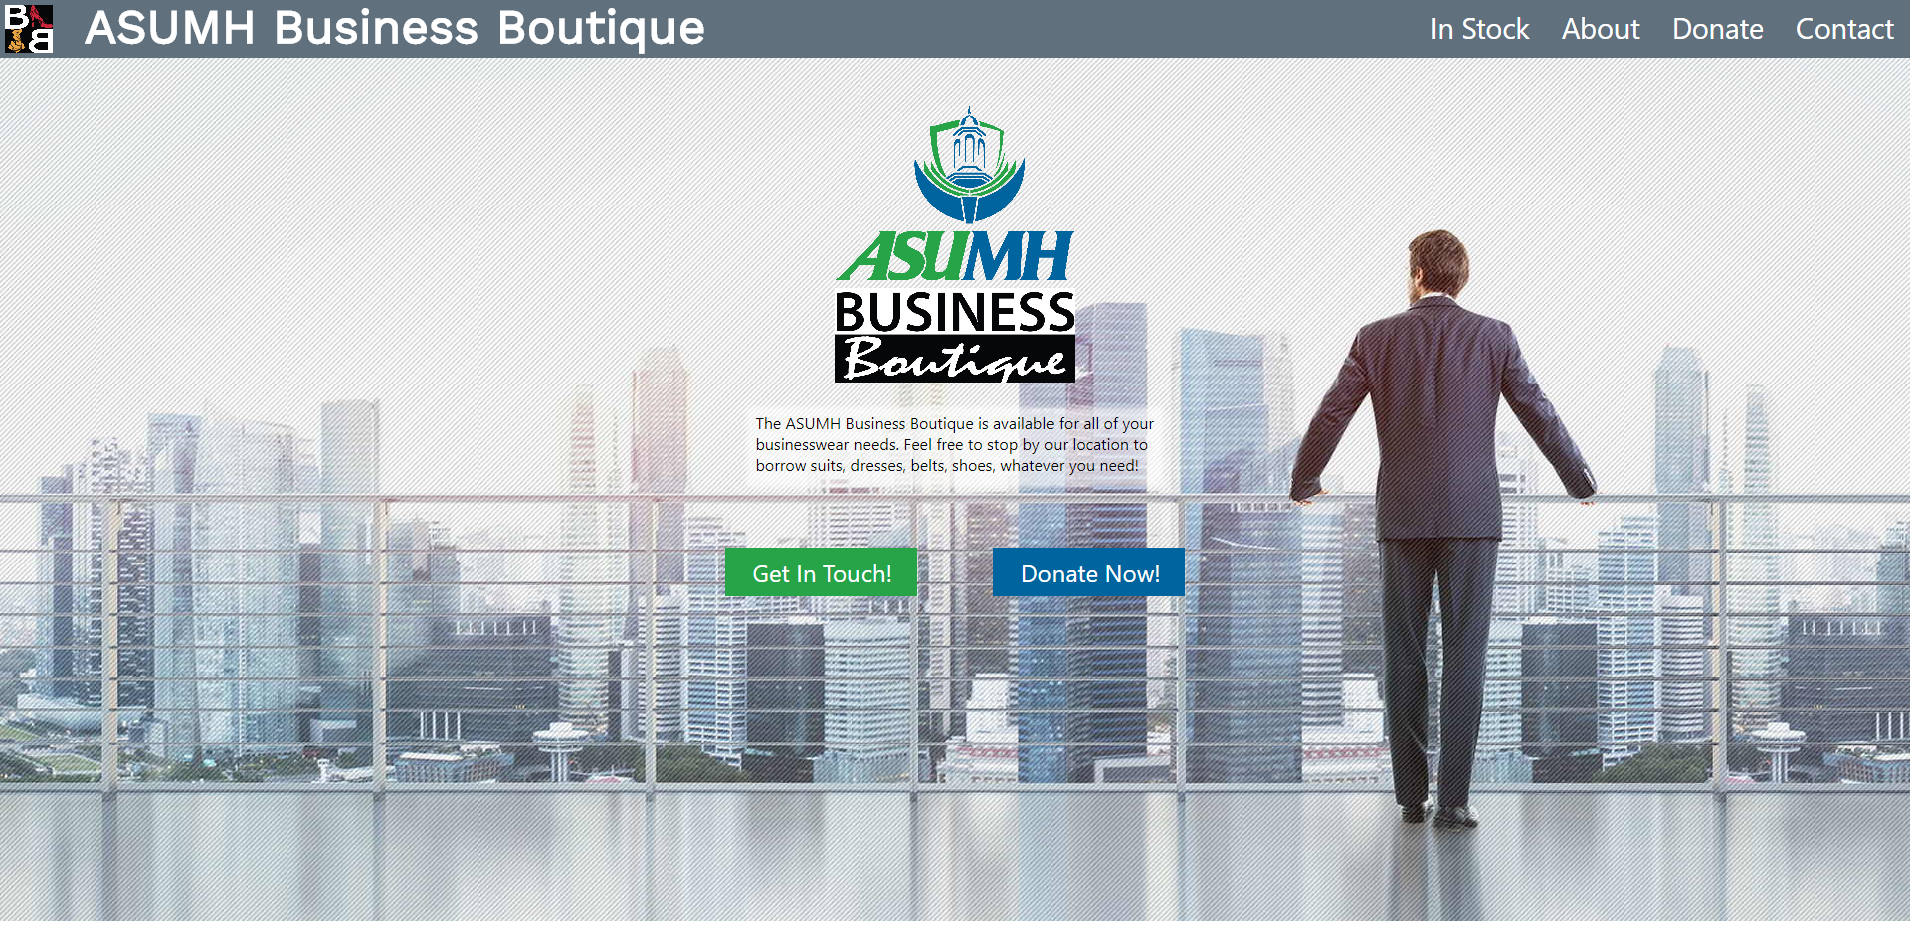 B
B
ASUMH Business Boutique
In Stock
About
Donate
Contact
ASUMH
BUSINESS
Boutique
The ASUMH Business Boutique is available for all of your
businesswear needs. Feel free to stop by our location to
borrow suits, dresses, belts, shoes, whatever you need!
Get In Touch!
Donate Now!